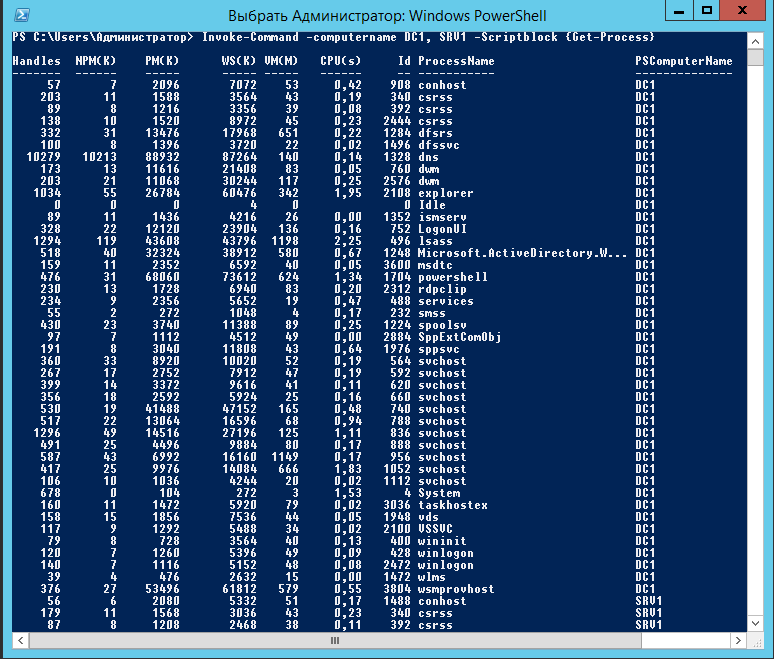 Выбрать Администратор: Windows PowerShell
PS C:\Users\Администратор> Invoke-Command -computername DC1, SRV1 -Scriptblock {Get-Process}
Handles NPM(K) PM(K) WS(K) VM(M) CPU(s) Id ProcessName PSComputerName
------- ------ ----- ----- ----- ------ -- ----------- --------------
57 7 2096 7072 53 0,42 908 conhost DC1
203 11 1588 3564 43 0,19 340 csrss DC1
89 8 1216 3356 39 0,08 392 csrss DC1
138 10 1520 8972 45 0,23 2444 csrss DC1
332 31 13476 17968 651 0,22 1284 dfsrs DC1
100 8 1396 3720 22 0,02 1496 dfssvc DC1
10279 10213 88932 87264 140 0,14 1328 dns DC1
173 13 11616 21408 83 0,05 760 dwm DC1
203 21 11068 30244 117 0,25 2576 dwm DC1
1034 55 26784 60476 342 1,95 2108 explorer DC1
0 0 0 4 0 0 Idle DC1
89 11 1436 4216 26 0,00 1352 ismserv DC1
328 22 12120 23904 136 0,16 752 LogonUI DC1
1294 119 43608 43796 1198 2,25 496 lsass DC1
518 40 32324 38912 580 0,67 1248 Microsoft.ActiveDirectory.W... DC1
159 11 2352 6592 40 0,05 3600 msdtc DC1
476 31 68060 73612 624 1,34 1704 powershell DC1
230 13 1728 6940 83 0,20 2312 rdpclip DC1
234 9 2356 5652 19 0,47 488 services DC1
55 2 272 1048 4 0,17 232 smss DC1
430 23 3740 11388 89 0,25 1224 spoolsv DC1
97 7 1112 4512 49 0,00 2884 SppExtComObj DC1
191 8 3040 11808 43 0,64 1976 sppsvc DC1
360 33 8920 10020 52 0,19 564 svchost DC1
267 17 2752 7912 47 0,19 592 svchost DC1
399 14 3372 9616 41 0,11 620 svchost DC1
356 18 2592 5924 25 0,16 660 svchost DC1
530 19 41488 47152 165 0,48 740 svchost DC1
517 22 13064 16596 68 0,94 788 svchost DC1
1296 49 14516 27196 125 1,11 836 svchost DC1
491 25 4496 9884 80 0,17 888 svchost DC1
587 43 6992 16160 1149 0,17 956 svchost DC1
417 25 9976 14084 666 1,83 1052 svchost DC1
106 10 1036 4244 20 0,02 1112 svchost DC1
678 0 104 272 3 1,53 4 System DC1
160 11 1472 5920 79 0,02 3036 taskhostex DC1
158 15 1856 7536 44 0,05 1948 vds DC1
117 9 1292 5488 34 0,02 2100 VSSVC DC1
79 8 728 3564 40 0,13 400 wininit DC1
120 7 1260 5396 49 0,09 428 winlogon DC1
140 7 1116 5152 48 0,08 2472 winlogon DC1
39 4 476 2632 15 0,00 1472 wlms DC1
376 27 53496 61812 579 0,55 3804 wsmprovhost DC1
56 6 2080 5332 51 0,17 1488 conhost SRV1
179 11 1568 3036 43 0,23 340 csrss SRV1
87 8 1208 2468 38 0,11 392 csrss SRV1